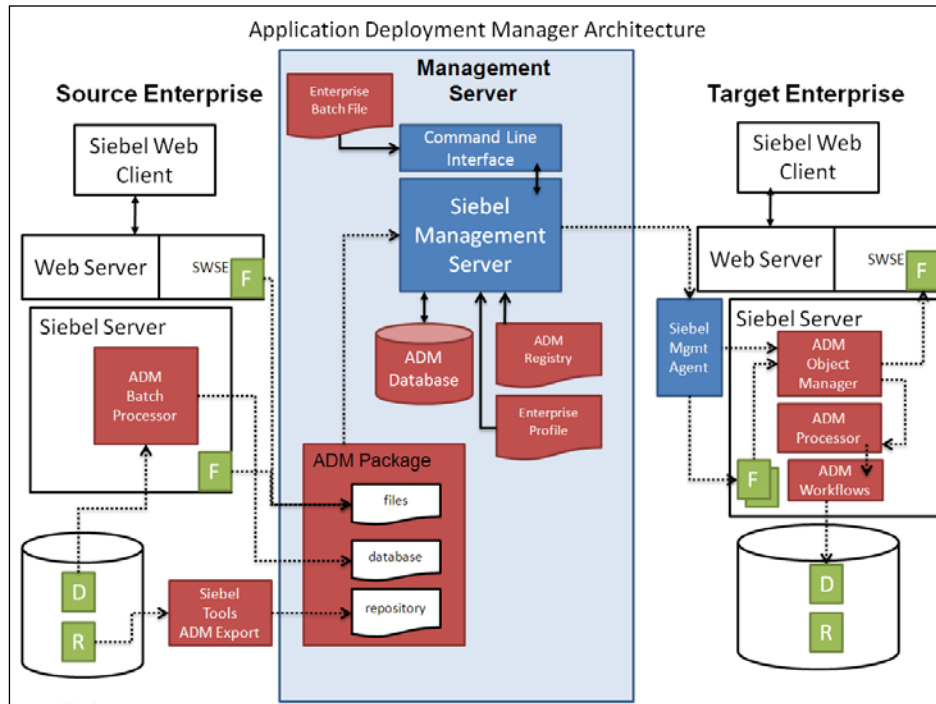 Application Deployment Manager Architecture
Source Enterprise
Siebel Web
Client
Web Server
SWSE
F
Siebel Server
ADM
Batch
Processor
F
D
R
Siebel
Tools
ADM Export
Management
Server
Enterprise
Batch File
Command Line
Interface
Siebel
Management
Server
ADM
Database
ADM
Registry
Enterprise
Profile
ADM Package
files
database
repository
Target Enterprise
Siebel Web
Client
Web Server
SWSE
F
Siebel
Mgmt
Agent
Siebel Server
ADM
Object
Manager
ADM
Processor
F
ADM
Workflows
D
R